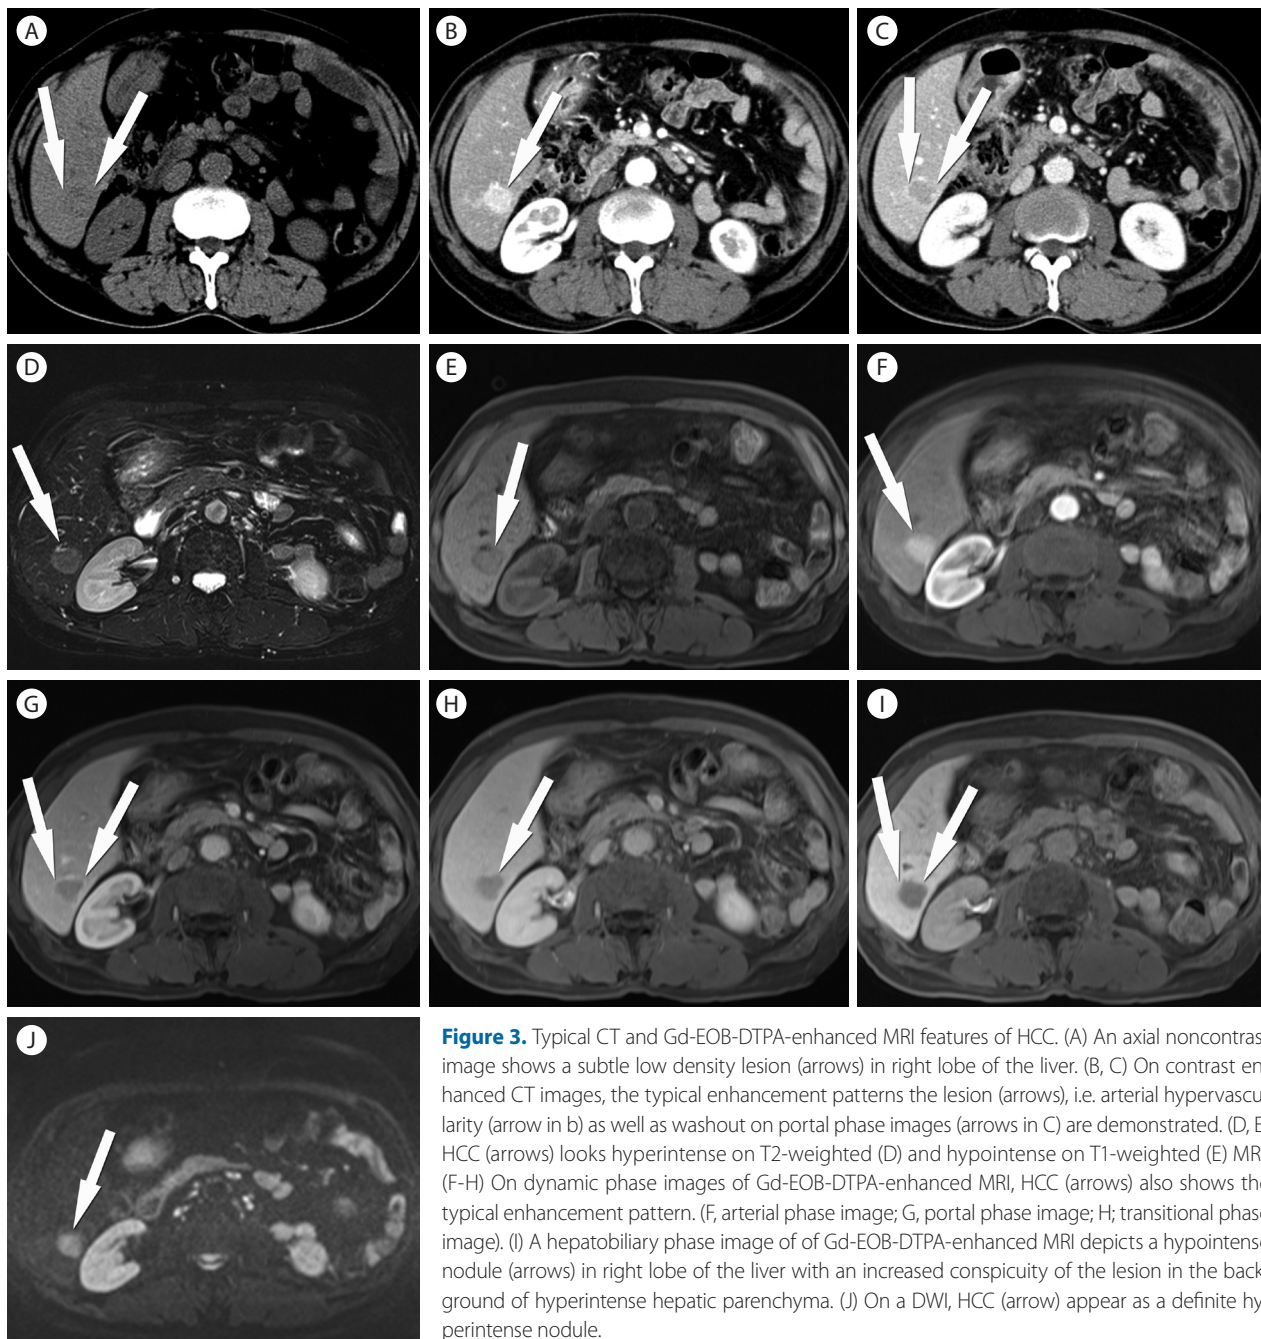 A
B
C
D
E
F
G
H
I
J
Figure 3. Typical CT and Gd-EOB-DTPA-enhanced MRI features of HCC. (A) An axial noncontras
image shows a subtle low density lesion (arrows) in right lobe of the liver. (B, C) On contrast en
hanced CT images, the typical enhancement patterns the lesion (arrows), i.e. arterial hypervascu
larity (arrow in b) as well as washout on portal phase images (arrows in C) are demonstrated. (D, E
HCC (arrows) looks hyperintense on T2-weighted (D) and hypointense on T1-weighted (E) MRI
(F-H) On dynamic phase images of Gd-EOB-DTPA-enhanced MRI, HCC (arrows) also shows the
typical enhancement pattern. (F, arterial phase image; G, portal phase image; H; transitional phase
image). (I) A hepatobiliary phase image of of Gd-EOB-DTPA-enhanced MRI depicts a hypointense
nodule (arrows) in right lobe of the liver with an increased conspicuity of the lesion in the back
ground of hyperintense hepatic parenchyma. (J) On a DWI, HCC (arrow) appear as a definite hy
perintense nodule.